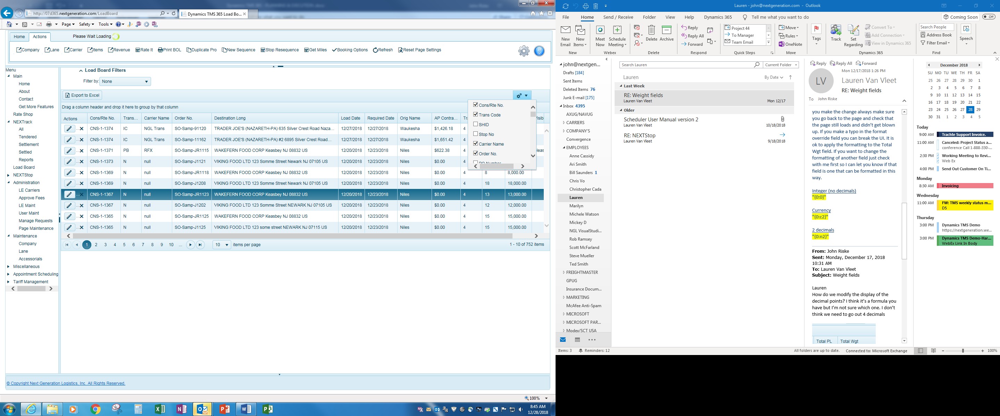 http://07d365.nextgeneration.com/LoadBoard
Dynamics TMS 365 Load Bo...
Page
Safety
Tools
Home
Actions
Please Wait Loading
Company
Lane
Carrier
Items
Revenue
Rate It
Print BOL
Duplicate Pro
New Sequence
Stop Resequence
Get Miles
Booking Options
Refresh
Reset Page Settings
Menu
Main
Home
About
Contact
Get More Features
Rate Shop
NEXTrack
All
Tendered
Settlement
Settled
Reports
Load Board
NEXTStop
Administration
LE Carriers
Approve Fees
LE Maint
User Maint
Manage Requests
Page Maintenance
Maintenance
Company
Lane
Accessorials
Miscellaneous
Appointment Scheduling
Tariff Management
Load Board Filters
Filter by: None
Export to Excel
Drag a column header and drop it here to group by that column
Actions Cons/Rte No. Trans... Carrier Name Order No. Destination Long Load Date Required Date Orig Name AP Contra...
CNS-1-1374 IC NGL Trans SO-Samp-91120 TRADER JOE'S (NAZARETH-PA) 635 Silver Crest Road Naza... 12/27/2018 12/27/2018 Waukesha $1,426.18 4
CNS-1-1374 IC NGL Trans SO-Samp-11162 TRADER JOE'S (NAZARETH-PA) #2 6895 Silver Crest Road... 12/27/2018 12/27/2018 Waukesha $1,651.42 4
CNS-1-1371 PB RFX SO-Samp-JR1115 WAKEFERN FOOD CORP Keasbey NJ 08832 US 12/20/2018 12/23/2018 Niles $622.38 4
CNS-1-1373 N null SO-Samp-J1121 VIKING FOOD LTD 123 Somme Street Newark NJ 07105 US 12/20/2018 12/23/2018 Niles $0.00 4
CNS-1-1369 N null SO-Samp-JR1118 WAKEFERN FOOD CORP Keasbey NJ 08832 US 12/20/2018 12/23/2018 Niles $0.00 4 8 8,000.00
CNS-1-1369 N null SO-Samp-J1208 VIKING FOOD LTD 123 Somme Street Newark NJ 07105 US 12/20/2018 12/23/2018 Niles $0.00 4 18 18,000.00
CNS-1-1367 N null SO-Samp-JR1123 WAKEFERN FOOD CORP Keasbey NJ 08832 US 12/20/2018 12/23/2018 Niles $0.00 4 13 13,000.00
CNS-1-1367 N null SO-Samp-J1202 VIKING FOOD LTD 123 Somme Street NEWARK NJ 07105 US 12/20/2018 12/23/2018 Niles $0.00 4 12 12,000.00
CNS-1-1365 N null SO-Samp-JR1125 WAKEFERN FOOD CORP Keasbey NJ 08832 US 12/20/2018 12/23/2018 Niles $0.00 4 15 15,000.00
CNS-1-1365 N null SO-Samp-J1125 VIKING FOOD LTD 123 some street NEWARK NJ 07115 US 12/20/2018 12/23/2018 Niles $0.00 4 15 15,000.00
Cons/Rte No.
Trans Code
SHID
Stop No
Carrier Name
Order No.
1 2 3 4 5 6 7 8 9 10 ... 10 items per page 1 - 10 of 752 items
© Copyright Next Generation Logistics, Inc. All Rights Reserved.
100%
8:45 AM
12/28/2018
Lauren - john@nextgeneration.com - Outlook
File Home Send / Receive Folder View Help Dynamics 365 Tell me what you want to do
Coming Soon Off
New Email
New Items
New
Meet Now
Schedule Meeting
Webex
Delete
Archive
Delete
Reply
Reply All
Forward
Respond
Project 44
To Manager
Team Email
Quick Steps
Move
Rules
OneNote
Move
Tags
Track
Set Regarding
Convert To
Add Connection
View in Dynamics 365
Dynamics 365
Search People
Address Book
Filter Email
Find
Speech
john@nextgen...
Drafts [184]
Sent Items
Deleted Items 76
Junk E-mail [175]
Inbox 4395
AXUG/NAVUG
CARRIERS
COMPANY'S
Convergence
EMPLOYEES
Anne Cassidy
Ari Smith
Bill Saunders 1
Chris Vo
Christopher Cada
Lauren
Marilyn
Michele Watson
Mickey D
NGL VisualStudi...
Rob Ramsey
Scott McFarland
Steve Mueller
Ted Smith
FREIGHTMASTER
GPUG
Insurance Docum...
MARKETING
McAfee Anti-Spam
MICROSOFT
MICROSOFT PAR...
Modex/SCT USA
Items: 3 Reminders: 12
Search Lauren
Current Folder
Lauren
By Date
Last Week
RE: Weight fields
Lauren Van Vleet Mon 12/17
Older
Scheduler User Manual version 2
Lauren Van Vleet 10/18/2018
RE: NEXTStop
Lauren Van Vleet 9/18/2018
Reply Reply All Forward
Mon 12/17/2018 1:26 PM
LV
Lauren Van Vleet
RE: Weight fields
To John Riske
you make the change always make sure
you go back to the page and check that
the page still loads and didn't get blown
up. If you make a typo in the format
override field you can break the UI. It is
ok to apply the formatting to the Total
Wgt field. If you want to change the
formatting of another field just check
with me first so I can let you know if that
field is one that can be formatted in this
way.
Integer (no decimals)
"{0:0}"
Currency
"{0:c2}"
2 decimals
"{0:n2}"
From: John Riske
Sent: Monday, December 17, 2018
10:31 AM
To: Lauren Van Vleet
Subject: Weight fields
Lauren
How do we modify the display of the
decimal points? I think it's a formula you
have but I'm not sure which one. I don't
think we need to go out 4 decimals
Total PL Total Wgt
December 2018
SU MO TU WE TH FR SA
25 26 27 28 29 30 1
2 3 4 5 6 7 8
9 10 11 12 13 14 15
16 17 18 19 20 21 22
23 24 25 26 27 28 29
30 31 1 2 3 4 5
Today
9:00 AM Trachte Support Invoice.
11:00 AM Canceled: Project Status a...
conference Call 1-888-330-...
2:30 PM Working Meeting to Revi...
Web Ex
4:00 PM Send Out Customer On Ti...
Monday
8:30 AM Invoicing
Wednesday
11:00 AM FW: TMS weekly status m...
D5
Thursday
3:00 PM Dynamics TMS Demo
https://nextgeneration.we...
3:00 PM Dynamics TMS Demo-Har...
WebEx Link In Body
All folders are up to date. Connected to: Microsoft Exchange 100%